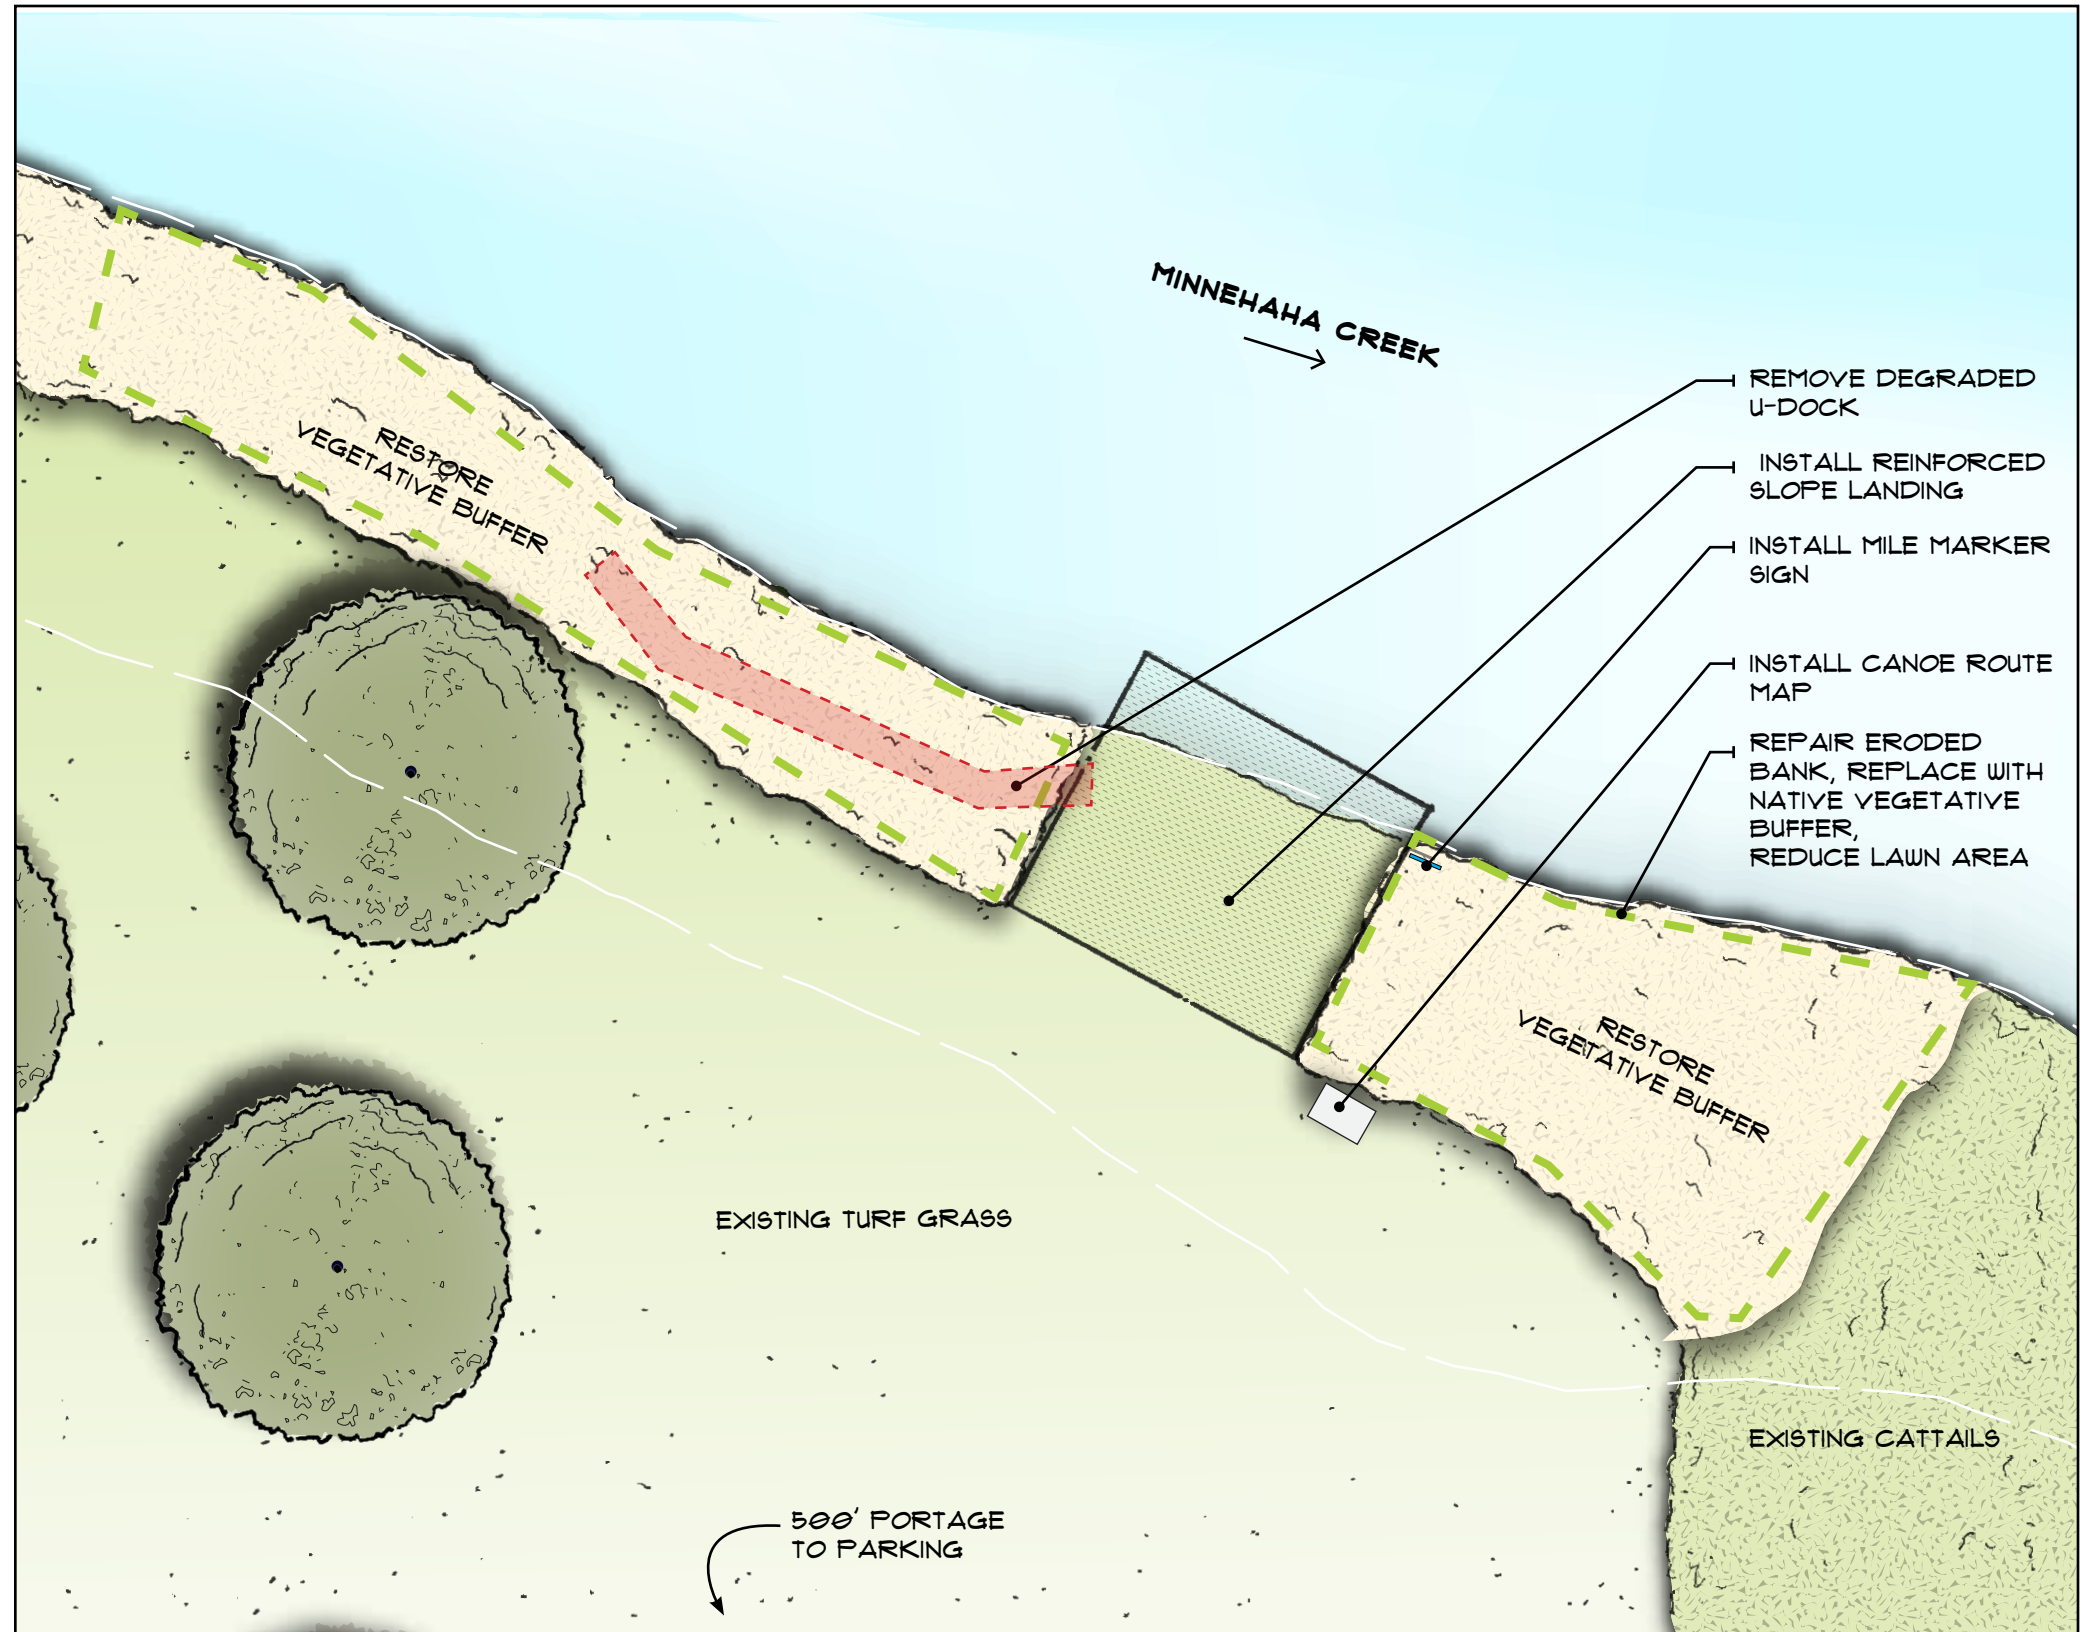 MINNEHAHA CREEK
REMOVE DEGRADED
U-DOCK
INSTALL REINFORCED
SLOPE LANDING
INSTALL MILE MARKER
SIGN
INSTALL CANOE ROUTE
MAP
REPAIR ERODED
BANK, REPLACE WITH
NATIVE VEGETATIVE
BUFFER,
REDUCE LAWN AREA
RESTORE
VEGETATIVE BUFFER
RESTORE
VEGETATIVE BUFFER
EXISTING TURF GRASS
EXISTING CATTAILS
500' PORTAGE
TO PARKING